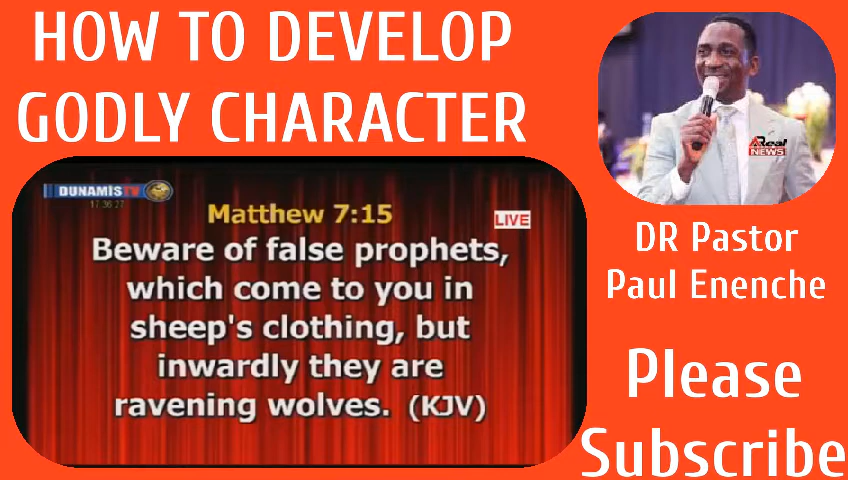 HOW TO DEVELOP
GODLY CHARACTER
DUNAMIS TV
17:36:27
LIVE
Matthew 7:15
Beware of false prophets,
which come to you in
sheep's clothing, but
inwardly they are
ravening wolves. (KJV)
AReal
NEWS
DR Pastor
Paul Enenche
Please
Subscribe